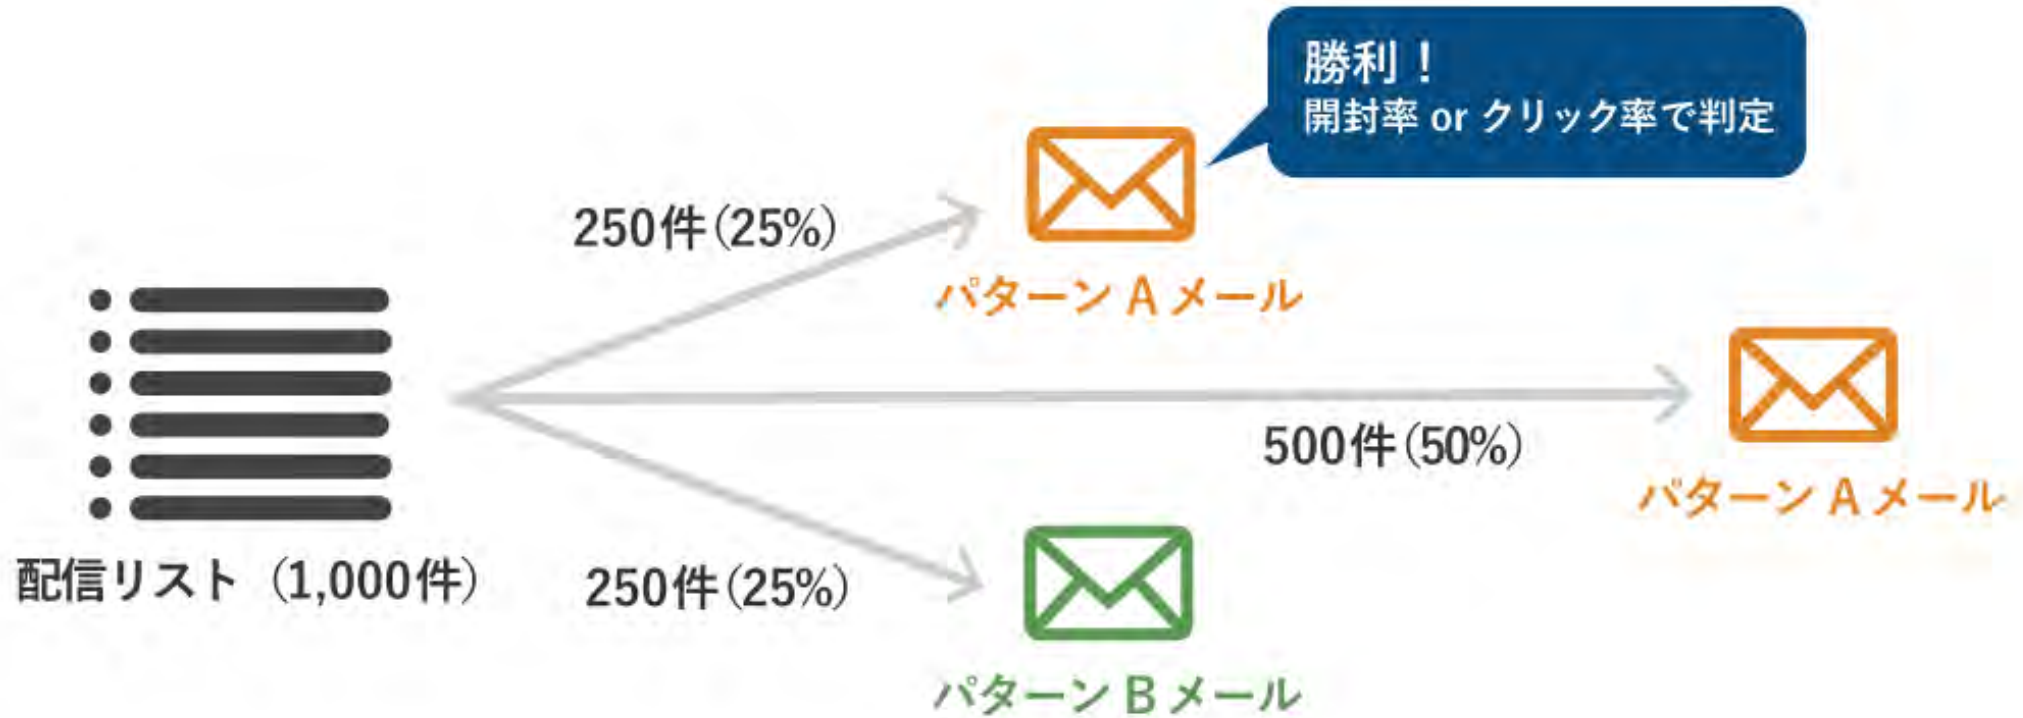 勝利！
開封率 or クリック率で判定
250件(25%)
パターン A メール
500件(50%)
パターン A メール
配信リスト（1,000件）
250件(25%)
パターン B メール